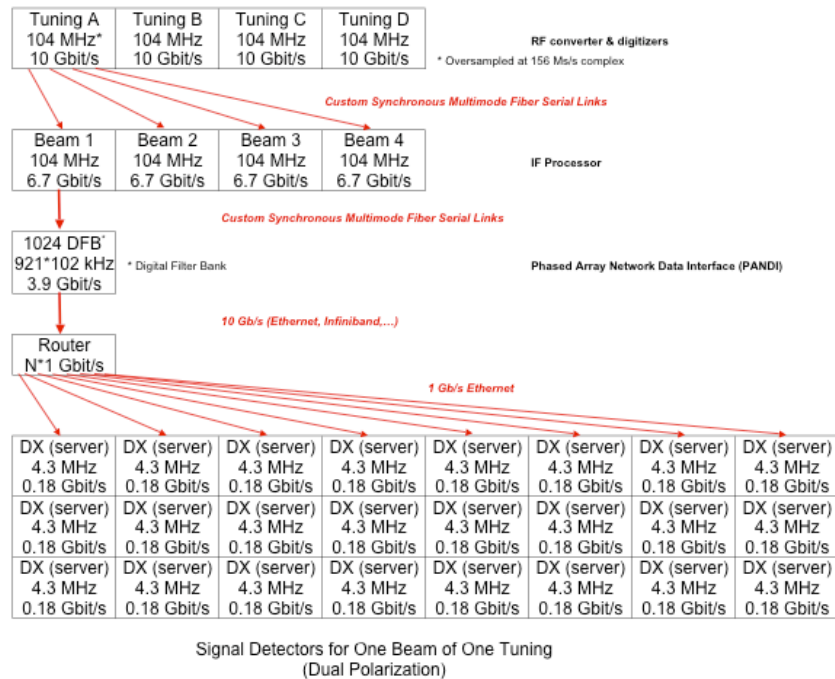 Tuning A Tuning B Tuning C Tuning D
104 MHz* 104 MHz 104 MHz 104 MHz
10 Gbit/s 10 Gbit/s 10 Gbit/s 10 Gbit/s
RF converter & digitizers
* Oversampled at 156 Ms/s complex
Custom Synchronous Multimode Fiber Serial Links
Beam 1 Beam 2 Beam 3 Beam 4
104 MHz 104 MHz 104 MHz 104 MHz
6.7 Gbit/s 6.7 Gbit/s 6.7 Gbit/s 6.7 Gbit/s
IF Processor
Custom Synchronous Multimode Fiber Serial Links
1024 DFB*
921*102 kHz
3.9 Gbit/s
* Digital Filter Bank
Phased Array Network Data Interface (PANDI)
10 Gb/s (Ethernet, Infiniband,...)
Router
N*1 Gbit/s
1 Gb/s Ethernet
DX (server) DX (server) DX (server) DX (server) DX (server) DX (server) DX (server) DX (server)
4.3 MHz 4.3 MHz 4.3 MHz 4.3 MHz 4.3 MHz 4.3 MHz 4.3 MHz 4.3 MHz
0.18 Gbit/s 0.18 Gbit/s 0.18 Gbit/s 0.18 Gbit/s 0.18 Gbit/s 0.18 Gbit/s 0.18 Gbit/s 0.18 Gbit/s
DX (server) DX (server) DX (server) DX (server) DX (server) DX (server) DX (server) DX (server)
4.3 MHz 4.3 MHz 4.3 MHz 4.3 MHz 4.3 MHz 4.3 MHz 4.3 MHz 4.3 MHz
0.18 Gbit/s 0.18 Gbit/s 0.18 Gbit/s 0.18 Gbit/s 0.18 Gbit/s 0.18 Gbit/s 0.18 Gbit/s 0.18 Gbit/s
DX (server) DX (server) DX (server) DX (server) DX (server) DX (server) DX (server) DX (server)
4.3 MHz 4.3 MHz 4.3 MHz 4.3 MHz 4.3 MHz 4.3 MHz 4.3 MHz 4.3 MHz
0.18 Gbit/s 0.18 Gbit/s 0.18 Gbit/s 0.18 Gbit/s 0.18 Gbit/s 0.18 Gbit/s 0.18 Gbit/s 0.18 Gbit/s
Signal Detectors for One Beam of One Tuning
(Dual Polarization)